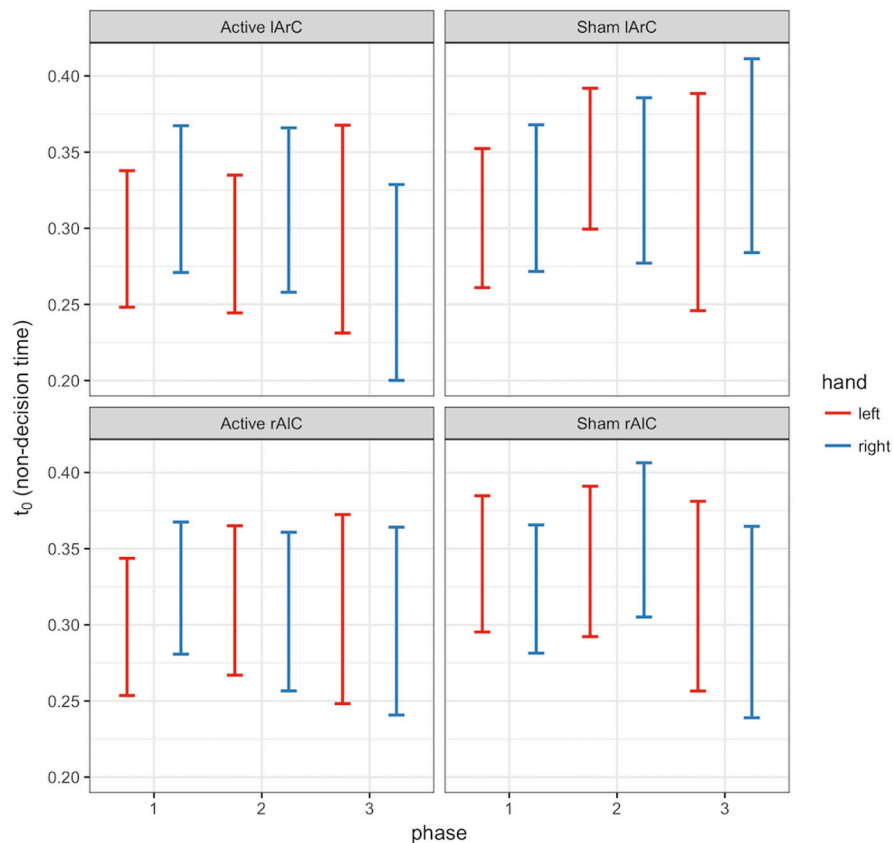 Active lArC
Sham lArC
0.40
0.35
0.30
0.25
0.20
Active rAIC
Sham rAIC
0.40
0.35
0.30
0.25
0.20
t₀ (non-decision time)
1
2
3
1
2
3
phase
hand
left
right